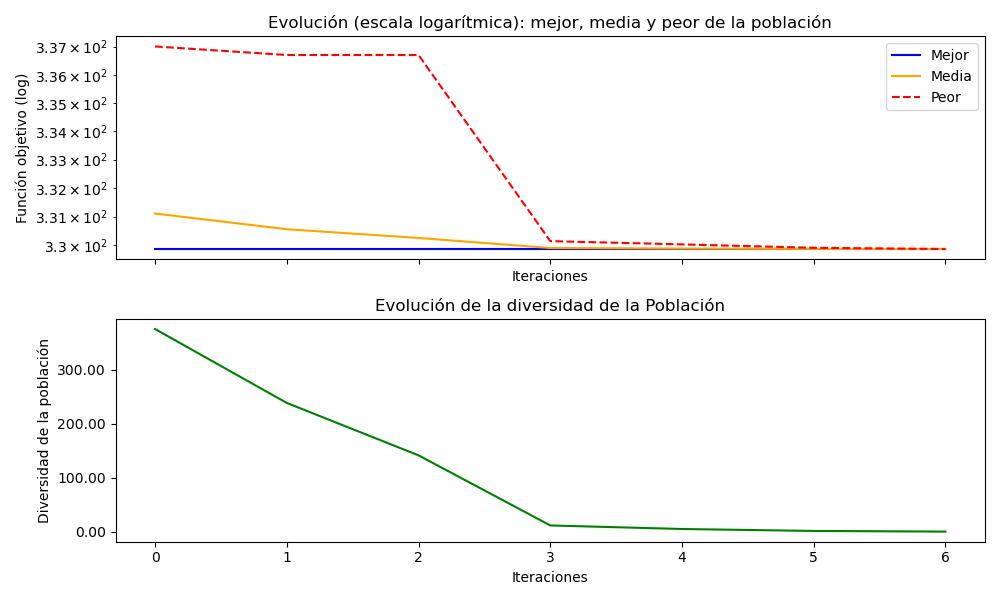 Evolución (escala logarítmica): mejor, media y peor de la población
Función objetivo (log)
3.37 × 10²
3.36 × 10²
3.35 × 10²
3.34 × 10²
3.33 × 10²
3.32 × 10²
3.31 × 10²
3.3 × 10²
Mejor
Media
Peor
Iteraciones
Evolución de la diversidad de la Población
Diversidad de la población
300.00
200.00
100.00
0.00
0 1 2 3 4 5 6
Iteraciones